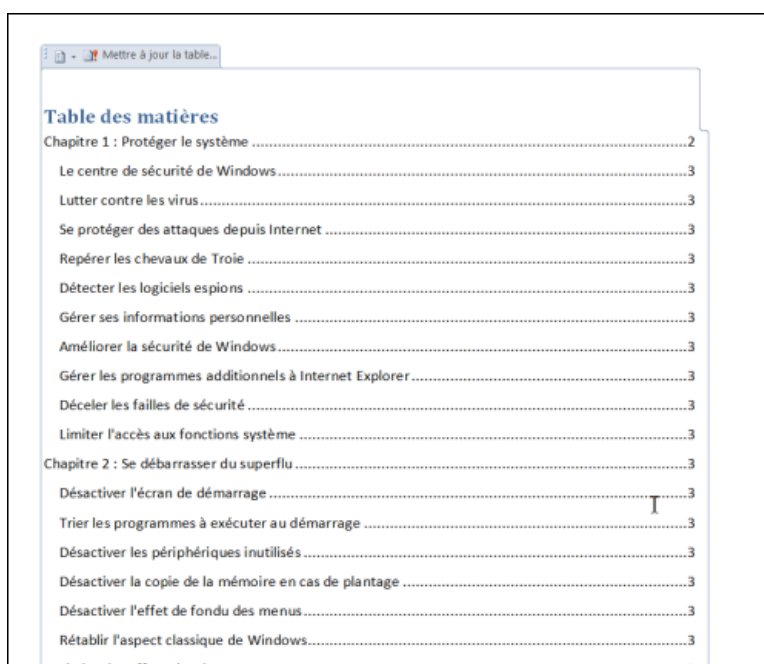 Mettre à jour la table...
Table des matières
Chapitre 1 : Protéger le système ........................................................................................................2
Le centre de sécurité de Windows..................................................................................................3
Lutter contre les virus.....................................................................................................................3
Se protéger des attaques depuis Internet .......................................................................................3
Repérer les chevaux de Troie .........................................................................................................3
Détecter les logiciels espions ..........................................................................................................3
Gérer ses informations personnelles ..............................................................................................3
Améliorer la sécurité de Windows..................................................................................................3
Gérer les programmes additionnels à Internet Explorer..................................................................3
Déceler les failles de sécurité .........................................................................................................3
Limiter l'accès aux fonctions système .............................................................................................3
Chapitre 2 : Se débarrasser du superflu ...............................................................................................3
Désactiver l'écran de démarrage ....................................................................................................3
Trier les programmes à exécuter au démarrage ..............................................................................3
Désactiver les périphériques inutilisés ............................................................................................3
Désactiver la copie de la mémoire en cas de plantage ....................................................................3
Désactiver l'effet de fondu des menus............................................................................................3
Rétablir l'aspect classique de Windows...........................................................................................3